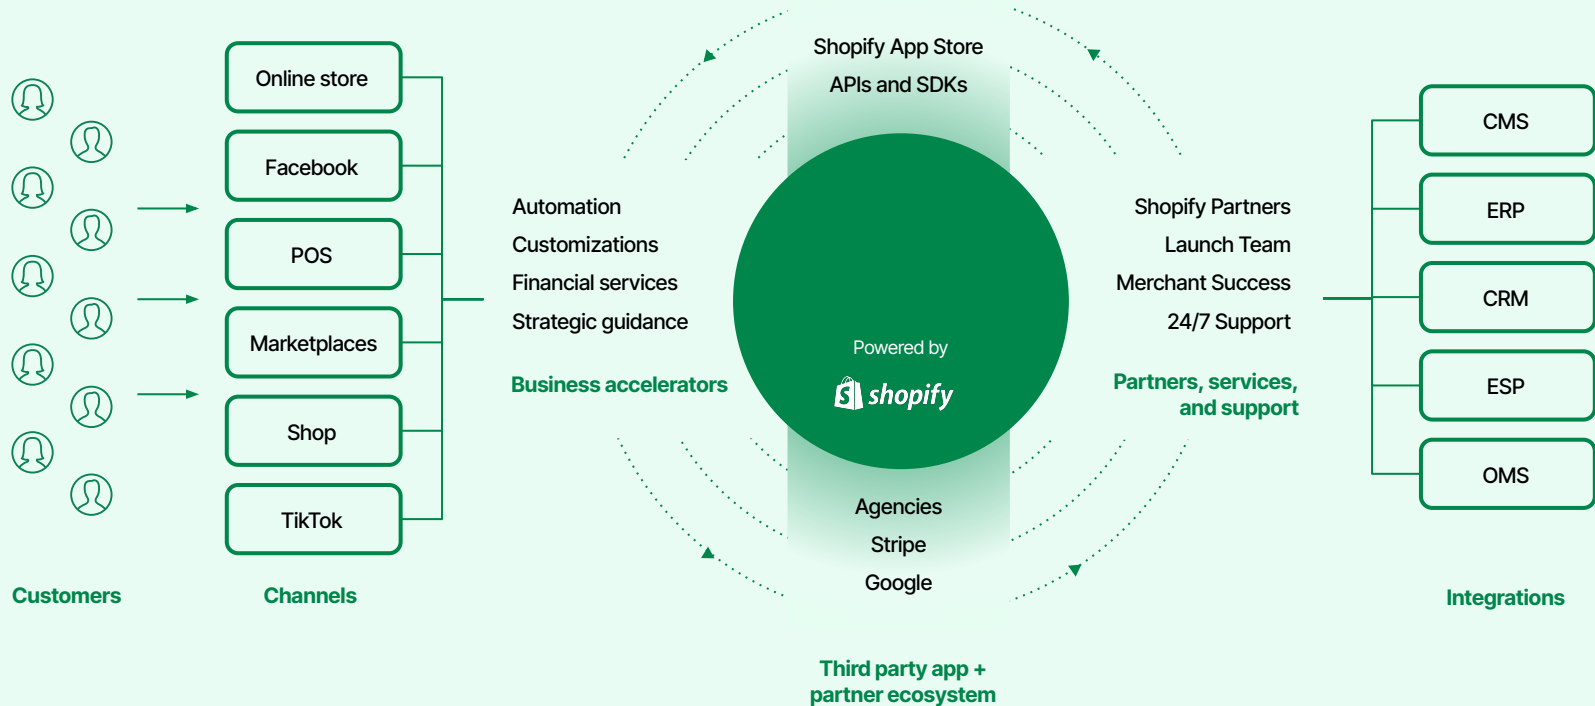 Online store
Facebook
POS
Marketplaces
Shop
TikTok
Customers
Channels
Automation
Customizations
Financial services
Strategic guidance
Business accelerators
Shopify App Store
APIs and SDKs
Powered by
shopify
Agencies
Stripe
Google
Third party app +
partner ecosystem
Shopify Partners
Launch Team
Merchant Success
24/7 Support
Partners, services,
and support
CMS
ERP
CRM
ESP
OMS
Integrations